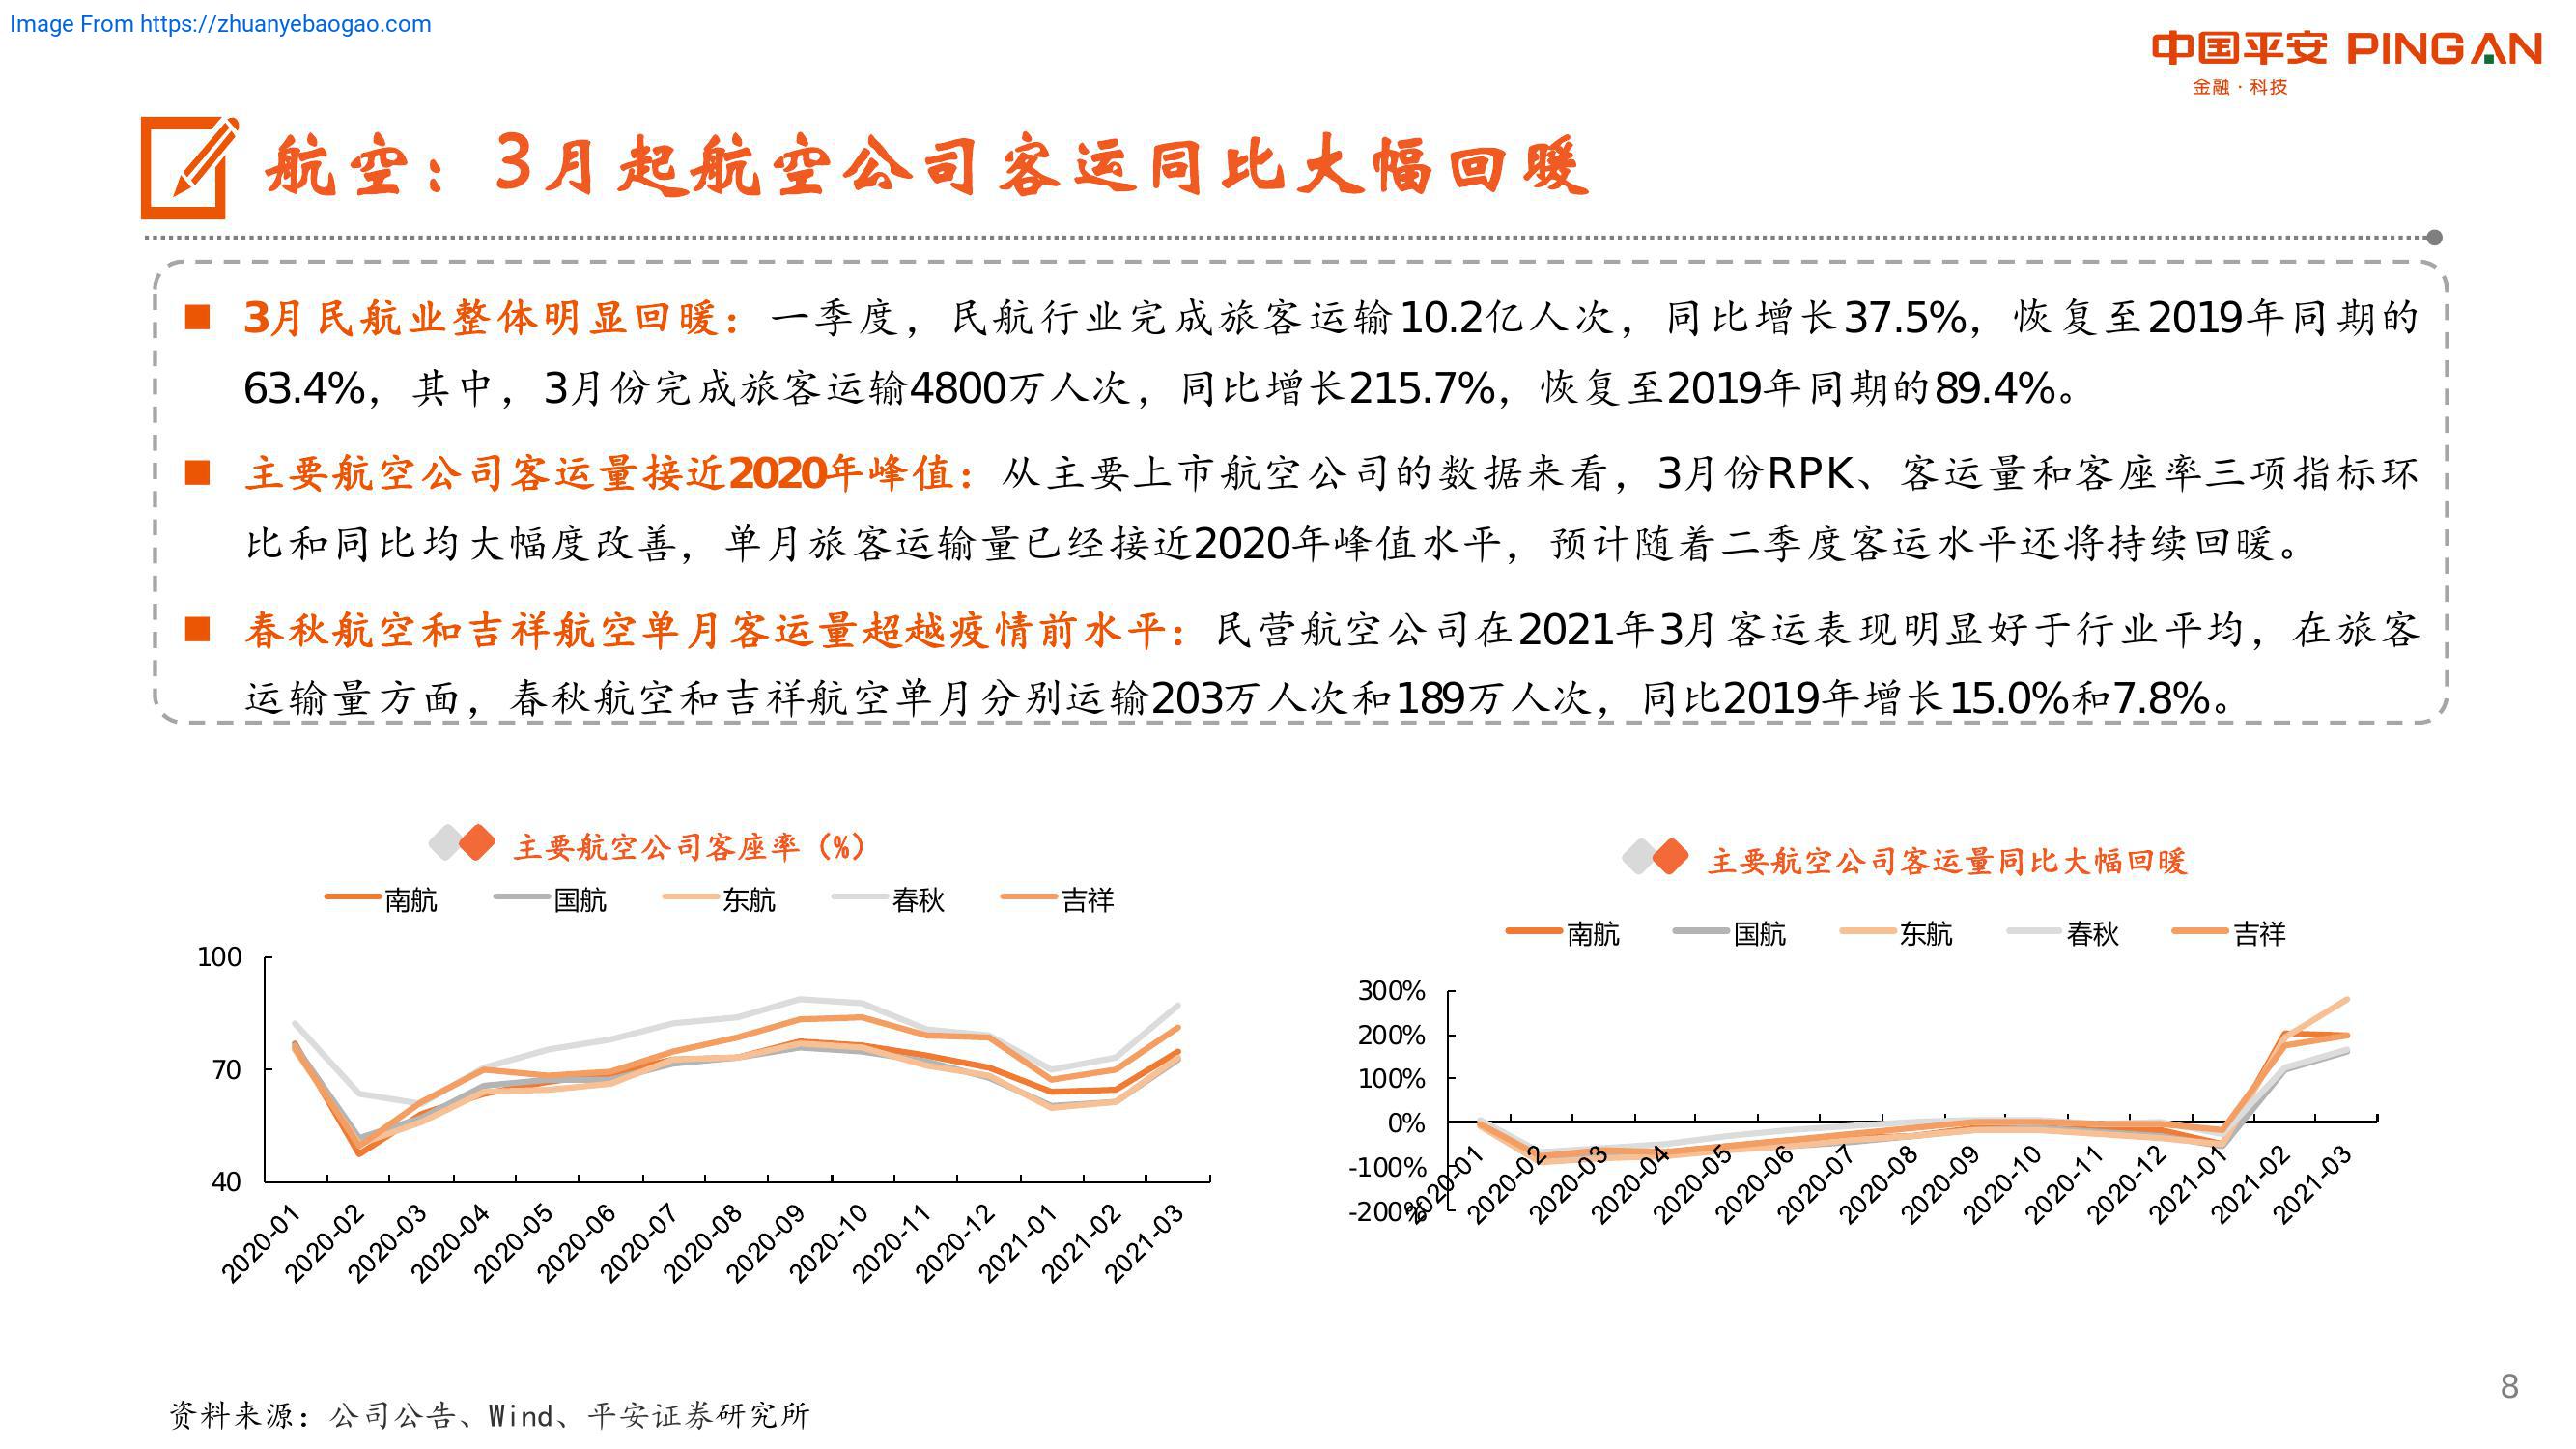 Image From https://zhuanyebaogao.com
中国平安 PINGAN
金融·科技
航空：3月起航空公司客运同比大幅回暖
■ 3月民航业整体明显回暖：一季度，民航行业完成旅客运输10.2亿人次，同比增长37.5%，恢复至2019年同期的
63.4%，其中，3月份完成旅客运输4800万人次，同比增长215.7%，恢复至2019年同期的89.4%。
■ 主要航空公司客运量接近2020年峰值：从主要上市航空公司的数据来看，3月份RPK、客运量和客座率三项指标环
比和同比均大幅度改善，单月旅客运输量已经接近2020年峰值水平，预计随着二季度客运水平还将持续回暖。
■ 春秋航空和吉祥航空单月客运量超越疫情前水平：民营航空公司在2021年3月客运表现明显好于行业平均，在旅客
运输量方面，春秋航空和吉祥航空单月分别运输203万人次和189万人次，同比2019年增长15.0%和7.8%。
主要航空公司客座率（%）
南航 国航 东航 春秋 吉祥
100
70
40
2020-01 2020-02 2020-03 2020-04 2020-05 2020-06 2020-07 2020-08 2020-09 2020-10 2020-11 2020-12 2021-01 2021-02 2021-03
主要航空公司客运量同比大幅回暖
南航 国航 东航 春秋 吉祥
300%
200%
100%
0%
-100%
-200%
2020-01 2020-02 2020-03 2020-04 2020-05 2020-06 2020-07 2020-08 2020-09 2020-10 2020-11 2020-12 2021-01 2021-02 2021-03
资料来源：公司公告、Wind、平安证券研究所
8